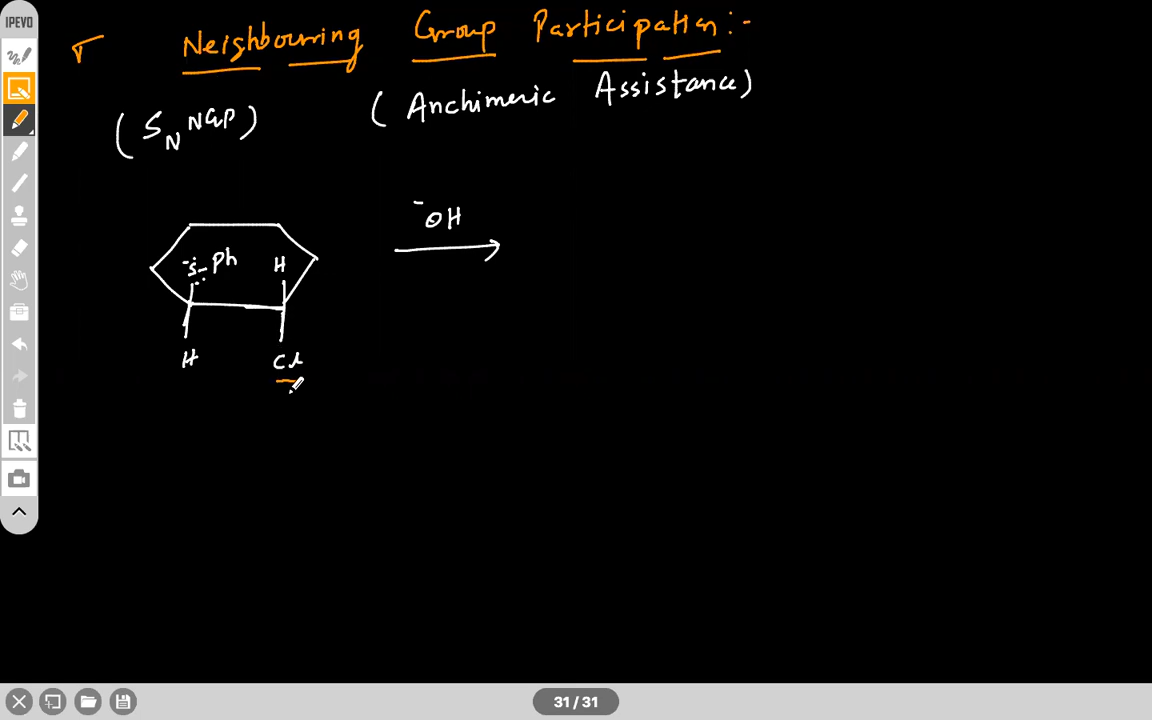 IPEVO
Neighbouring Group Participation :-
(Anchimeric Assistance)
(SN NGP)
-OH
:S-Ph H
H Cl
31 / 31